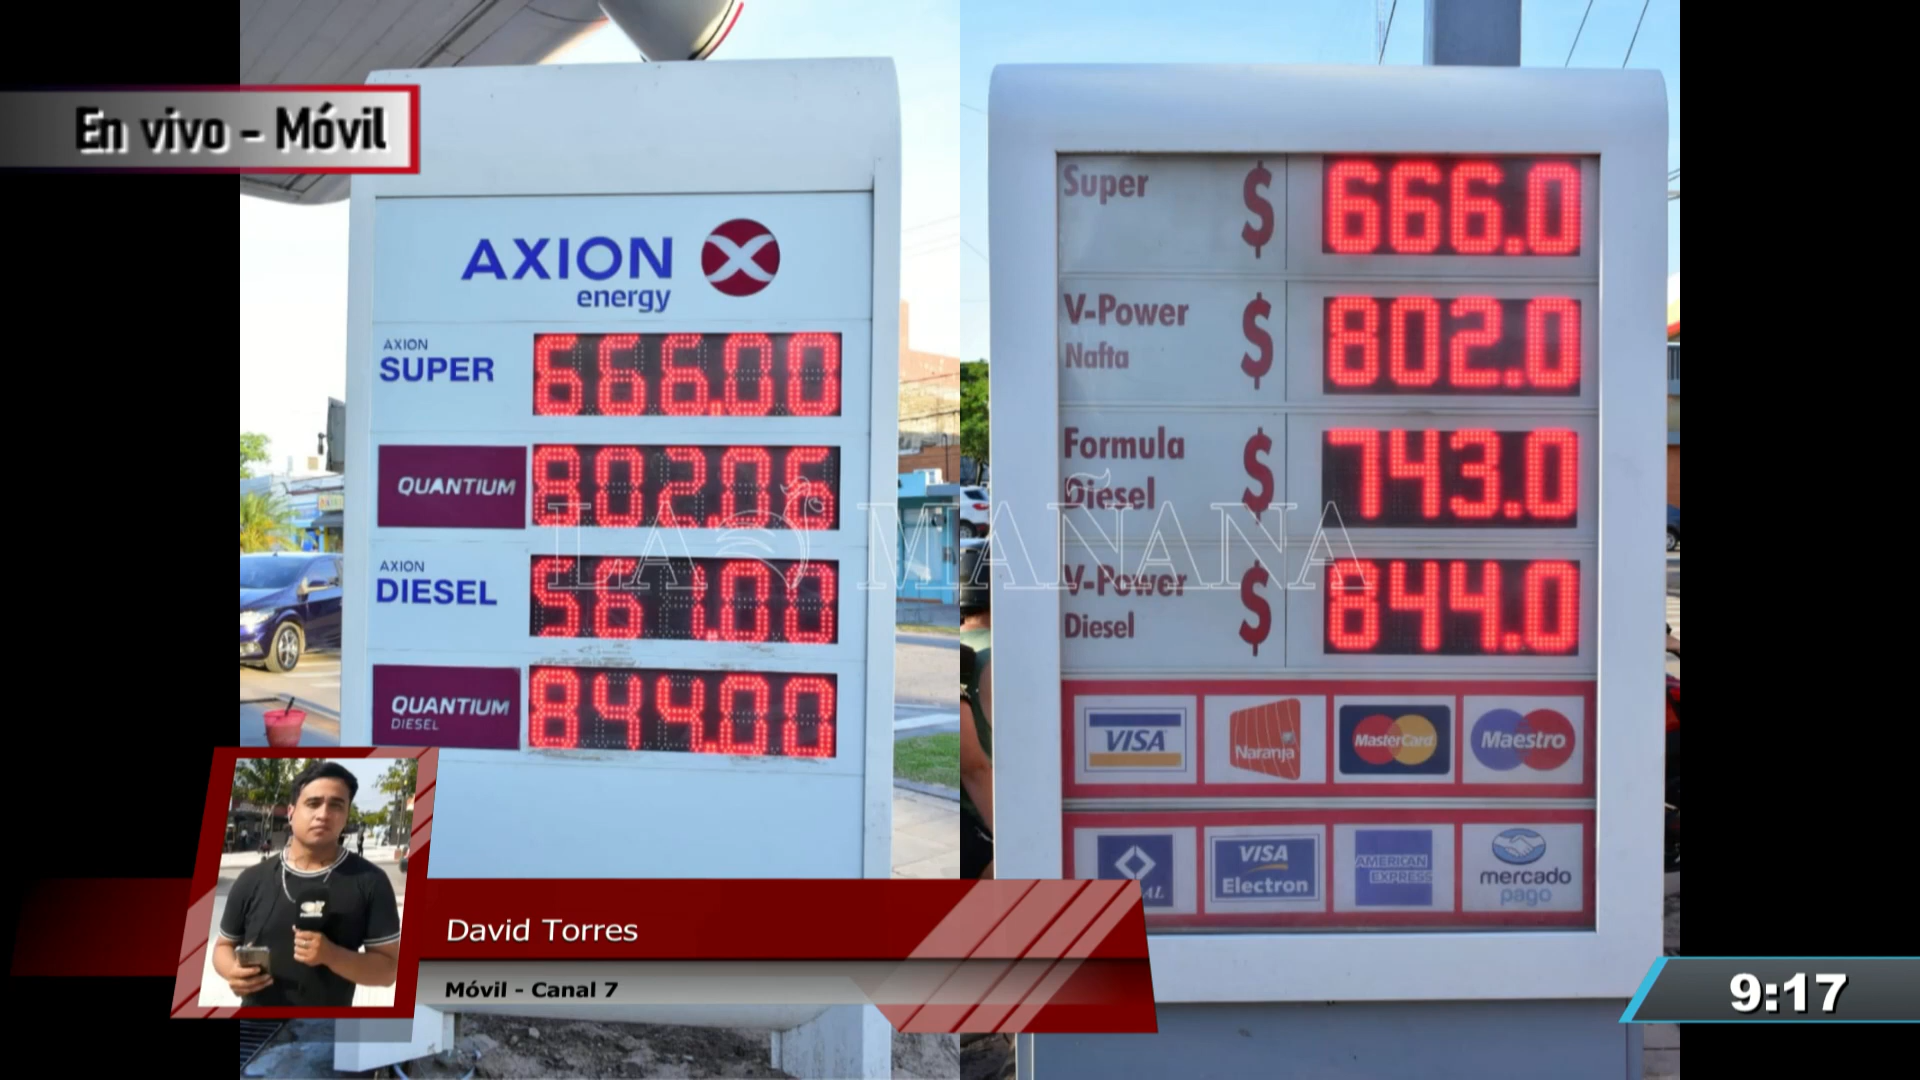 En vivo - Móvil
AXION
energy
AXION
SUPER
666.00
QUANTIUM
802.06
AXION
DIESEL
561.00
QUANTIUM
DIESEL
844.00
Super $ 666.0
V-Power
Nafta
$ 802.0
Formula
Diesel
$ 743.0
V-Power
Diesel
$ 844.0
LA MAÑANA
VISA
Naranja
MasterCard
Maestro
VISA
Electron
AMERICAN
EXPRESS
mercado
pago
David Torres
Móvil - Canal 7
9:17